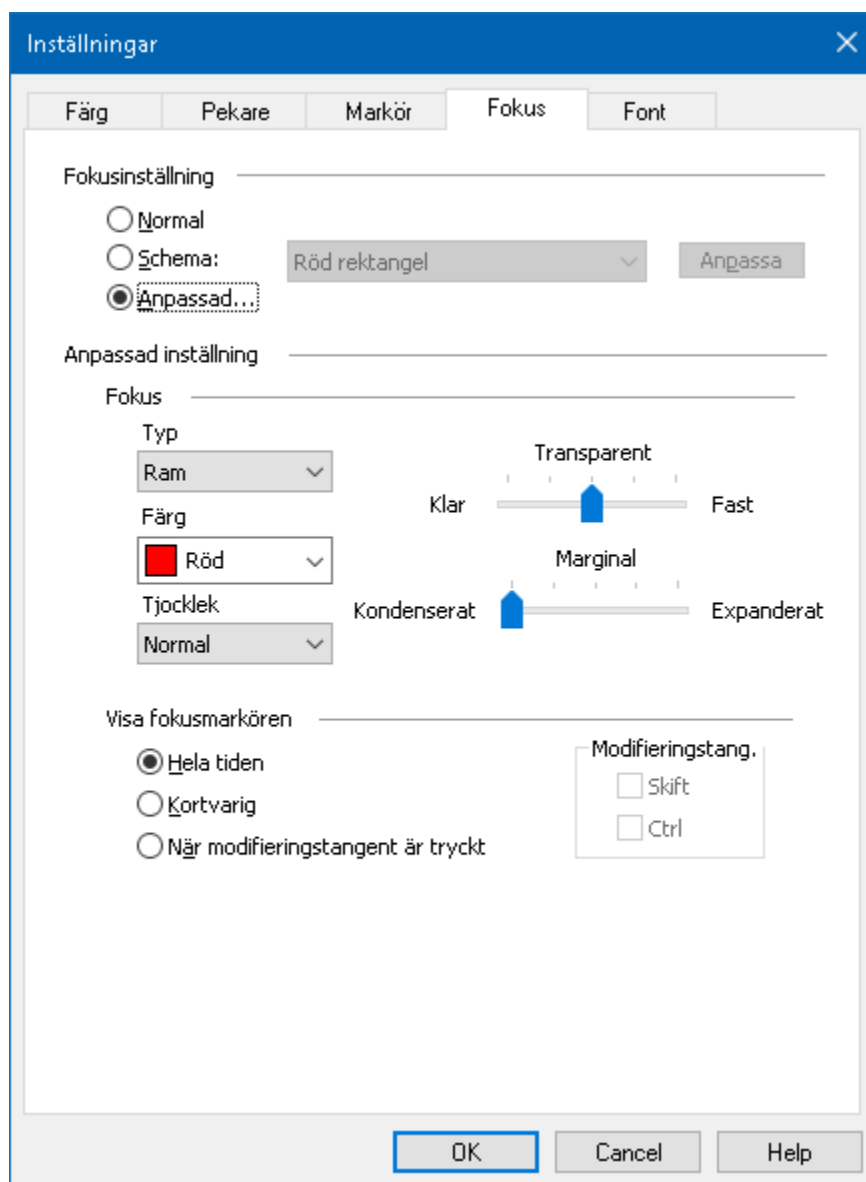 Inställningar
Färg Pekare Markör Fokus Font
Fokusinställning
Normal
Schema: Röd rektangel Anpassa
Anpassad...
Anpassad inställning
Fokus
Typ
Transparent
Ram
Klar Fast
Färg
Röd
Marginal
Tjocklek
Kondenserat Expanderat
Normal
Visa fokusmarkören
Modifieringstang.
Hela tiden
Skift
Kortvarig
Ctrl
När modifieringstangent är tryckt
OK Cancel Help